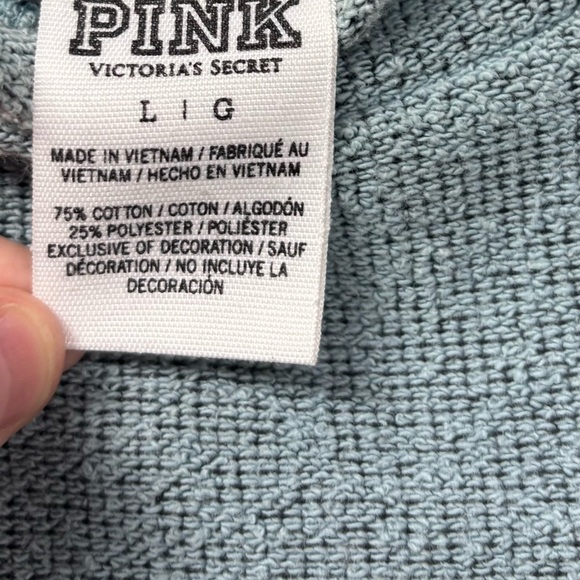 PINK
VICTORIA'S SECRET
L | G
MADE IN VIETNAM / FABRIQUÉ AU
VIETNAM / HECHO EN VIETNAM
75% COTTON / COTON / ALGODÓN
25% POLYESTER / POLIÉSTER
EXCLUSIVE OF DECORATION / SAUF
DÉCORATION / NO INCLUYE LA
DECORACIÓN